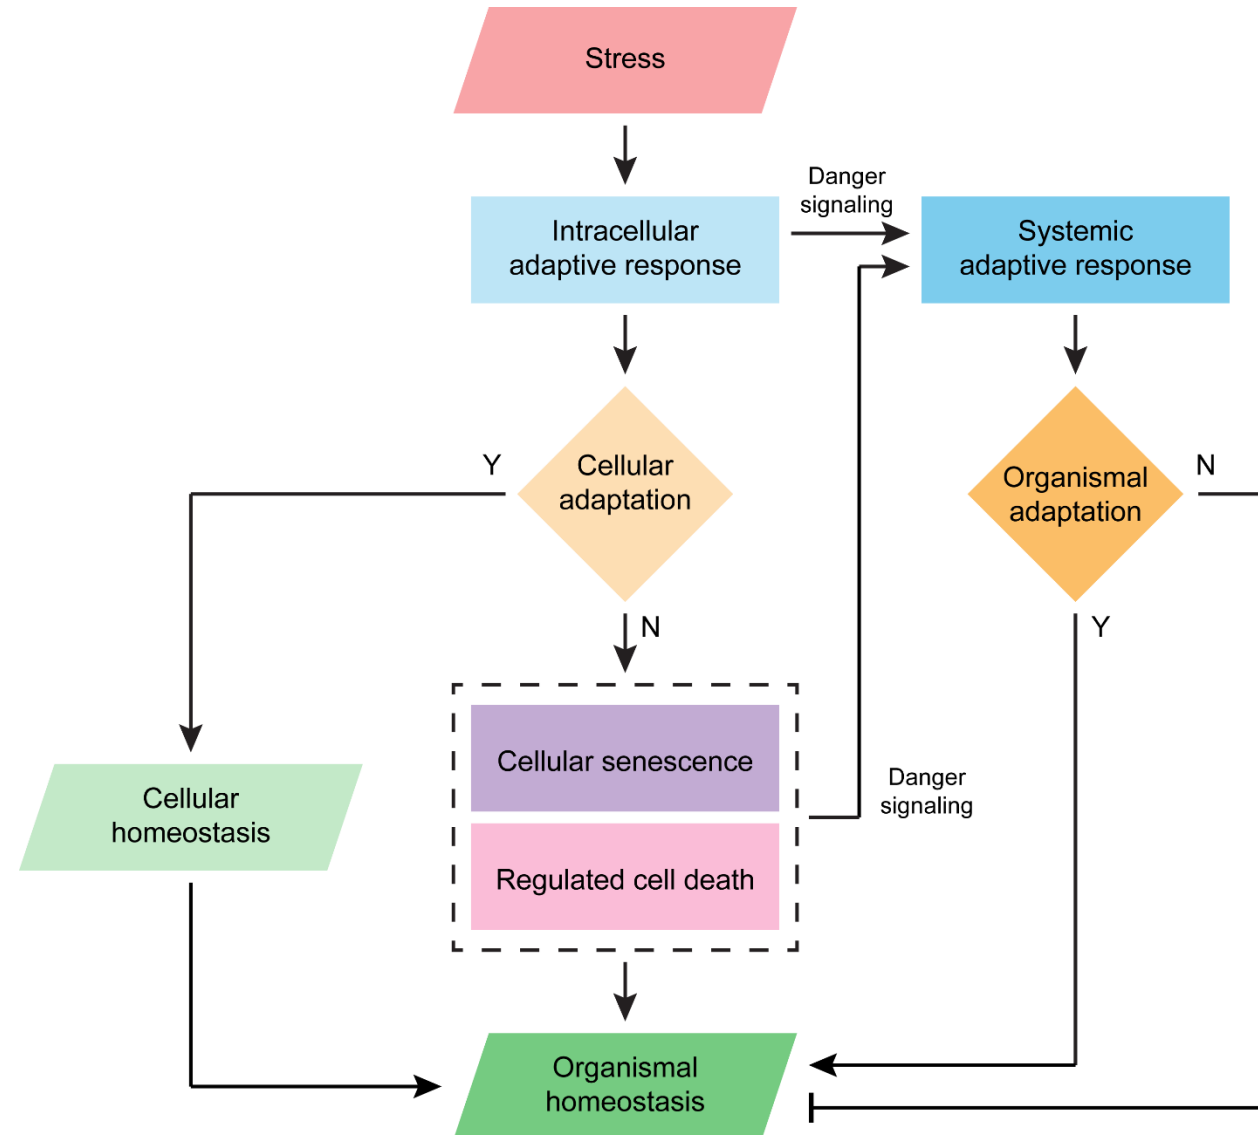 Stress
Danger
signaling
Intracellular
adaptive response
Systemic
adaptive response
Y
Cellular
adaptation
Organismal
adaptation
N
N
Y
Cellular senescence
Danger
signaling
Cellular
homeostasis
Regulated cell death
Organismal
homeostasis